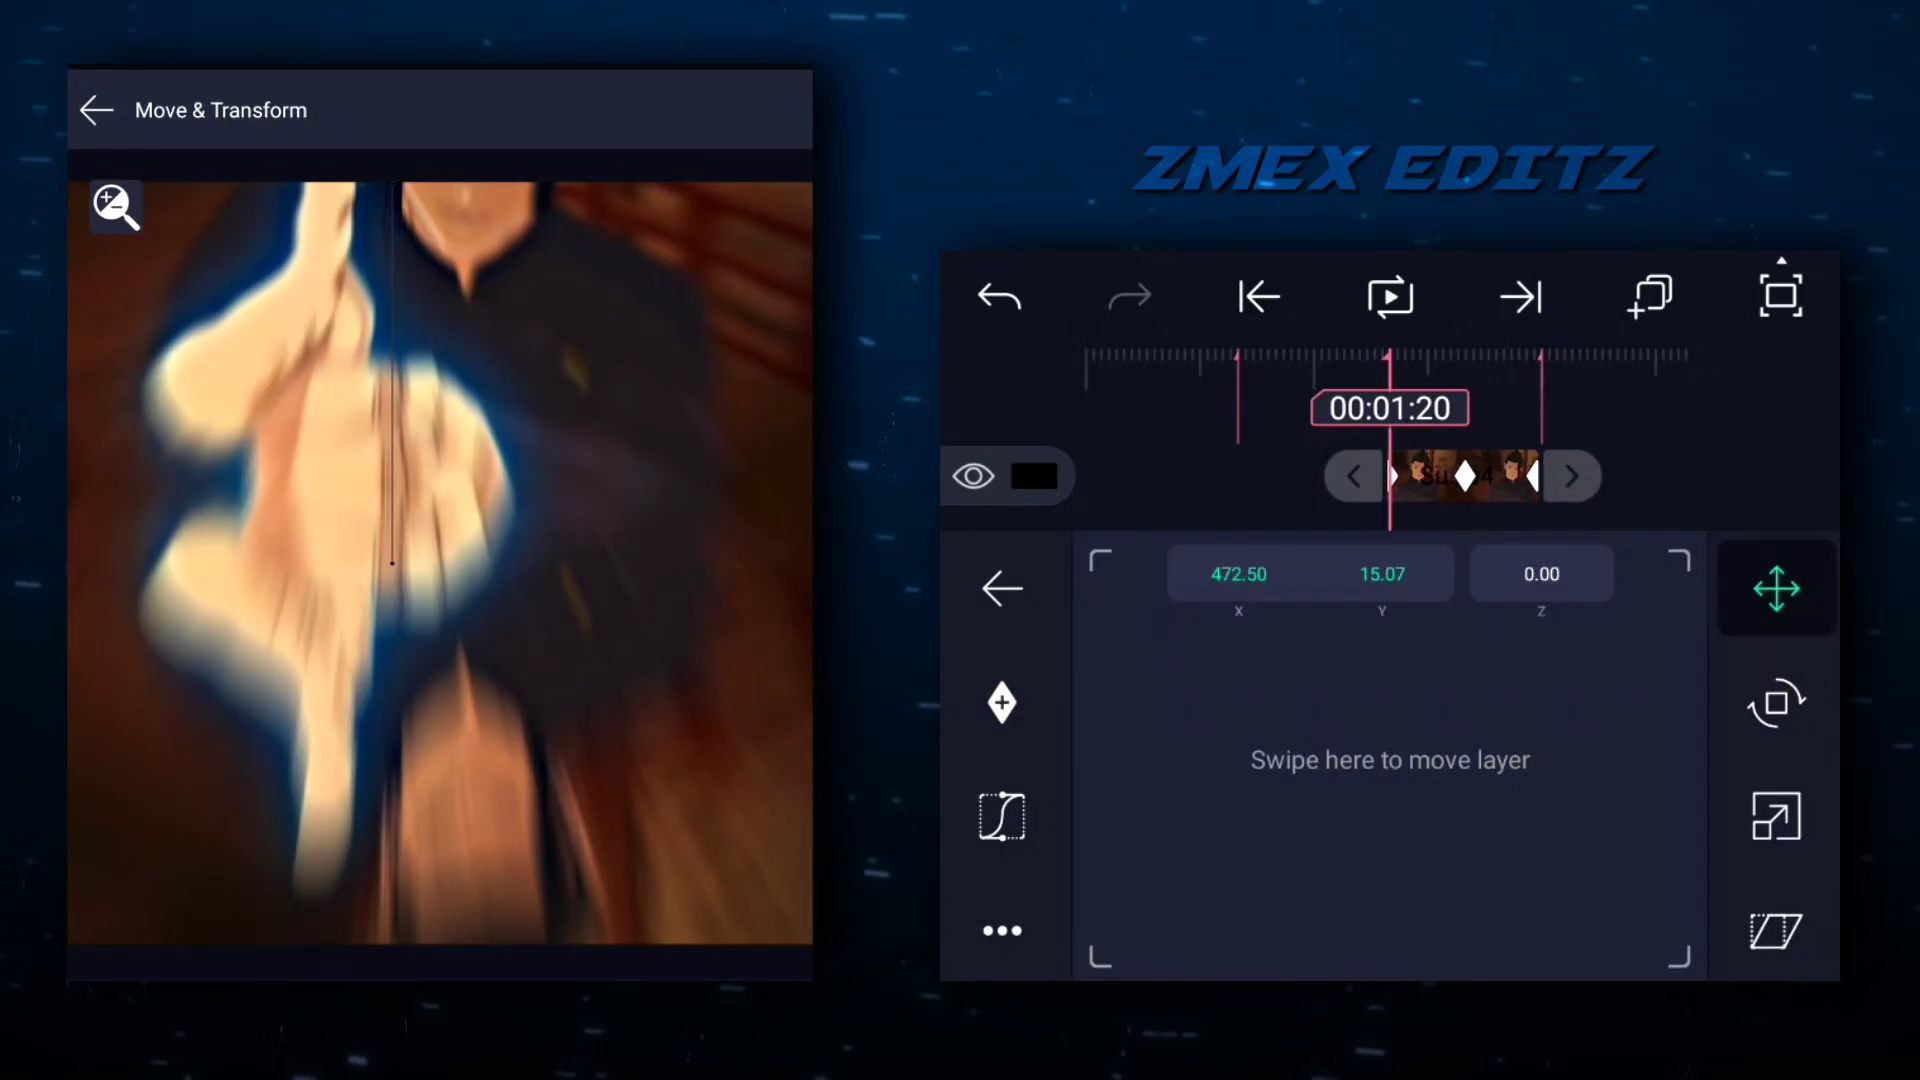 Move & Transform
ZMEX EDITZ
00:01:20
472.50 15.07 0.00
X Y Z
Swipe here to move layer